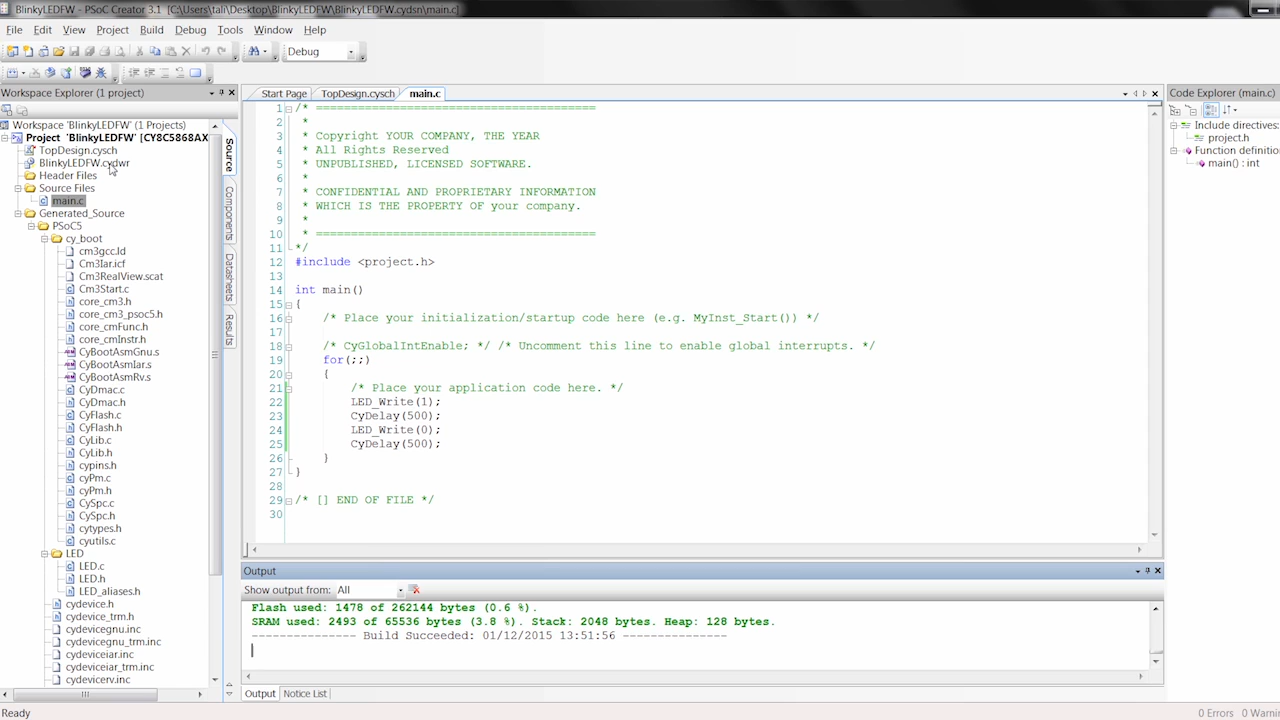 BlinkyLEDFW - PSoC Creator 3.1 [C:\Users\tali\Desktop\BlinkyLEDFW\BlinkyLEDFW.cydsn\main.c]
File Edit View Project Build Debug Tools Window Help
Debug
Workspace Explorer (1 project)
Workspace 'BlinkyLEDFW' (1 Projects)
Project 'BlinkyLEDFW' [CY8C5868AX
TopDesign.cysch
BlinkyLEDFW.cydwr
Header Files
Source Files
main.c
Generated_Source
PSoC5
cy_boot
cm3gcc.ld
Cm3Iar.icf
Cm3RealView.scat
Cm3Start.c
core_cm3.h
core_cm3_psoc5.h
core_cmFunc.h
core_cmInstr.h
CyBootAsmGnu.s
CyBootAsmIar.s
CyBootAsmRv.s
CyDmac.c
CyDmac.h
CyFlash.c
CyFlash.h
CyLib.c
CyLib.h
cypins.h
cyPm.c
cyPm.h
CySpc.c
CySpc.h
cytypes.h
cyutils.c
LED
LED.c
LED.h
LED_aliases.h
cydevice.h
cydevice_trm.h
cydevicegnu.inc
cydevicegnu_trm.inc
cydeviceiar.inc
cydeviceiar_trm.inc
cydevicerv.inc
Source
Components
Datasheets
Results
Start Page TopDesign.cysch main.c
1 /* ========================================
2 *
3 * Copyright YOUR COMPANY, THE YEAR
4 * All Rights Reserved
5 * UNPUBLISHED, LICENSED SOFTWARE.
6 *
7 * CONFIDENTIAL AND PROPRIETARY INFORMATION
8 * WHICH IS THE PROPERTY OF your company.
9 *
10 * ========================================
11 */
12 #include <project.h>
13
14 int main()
15 {
16 /* Place your initialization/startup code here (e.g. MyInst_Start()) */
17
18 /* CyGlobalIntEnable; */ /* Uncomment this line to enable global interrupts. */
19 for(;;)
20 {
21 /* Place your application code here. */
22 LED_Write(1);
23 CyDelay(500);
24 LED_Write(0);
25 CyDelay(500);
26 }
27 }
28
29 /* [] END OF FILE */
30
Output
Show output from: All
Flash used: 1478 of 262144 bytes (0.6 %).
SRAM used: 2493 of 65536 bytes (3.8 %). Stack: 2048 bytes. Heap: 128 bytes.
--------------- Build Succeeded: 01/12/2015 13:51:56 ---------------
Output Notice List
Code Explorer (main.c)
Include directives:
project.h
Function definitio
main() : int
Ready
0 Errors 0 Warnin